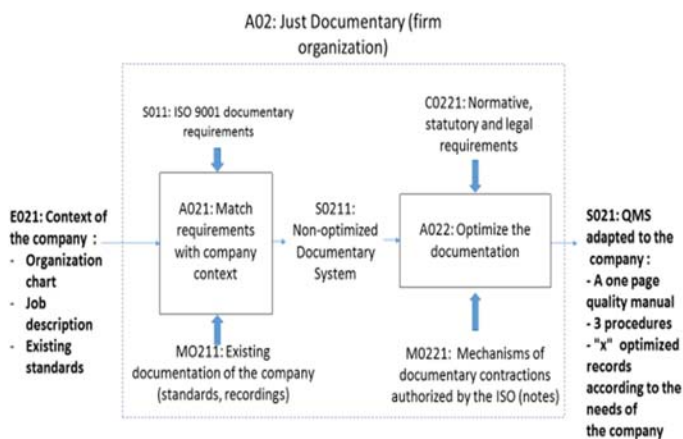 A02: Just Documentary (firm
organization)
S011: ISO 9001 documentary
requirements
C0221: Normative,
statutory and legal
requirements
E021: Context of
the company :
- Organization
chart
- Job
description
- Existing
standards
A021: Match
requirements
with company
context
S0211:
Non-optimized
Documentary
System
A022: Optimize the
documentation
S021: QMS
adapted to the
company :
- A one page
quality manual
- 3 procedures
- "x" optimized
records
according to the
needs of
the company
MO211: Existing
documentation of the company
(standards, recordings)
M0221: Mechanisms of
documentary contractions
authorized by the ISO (notes)